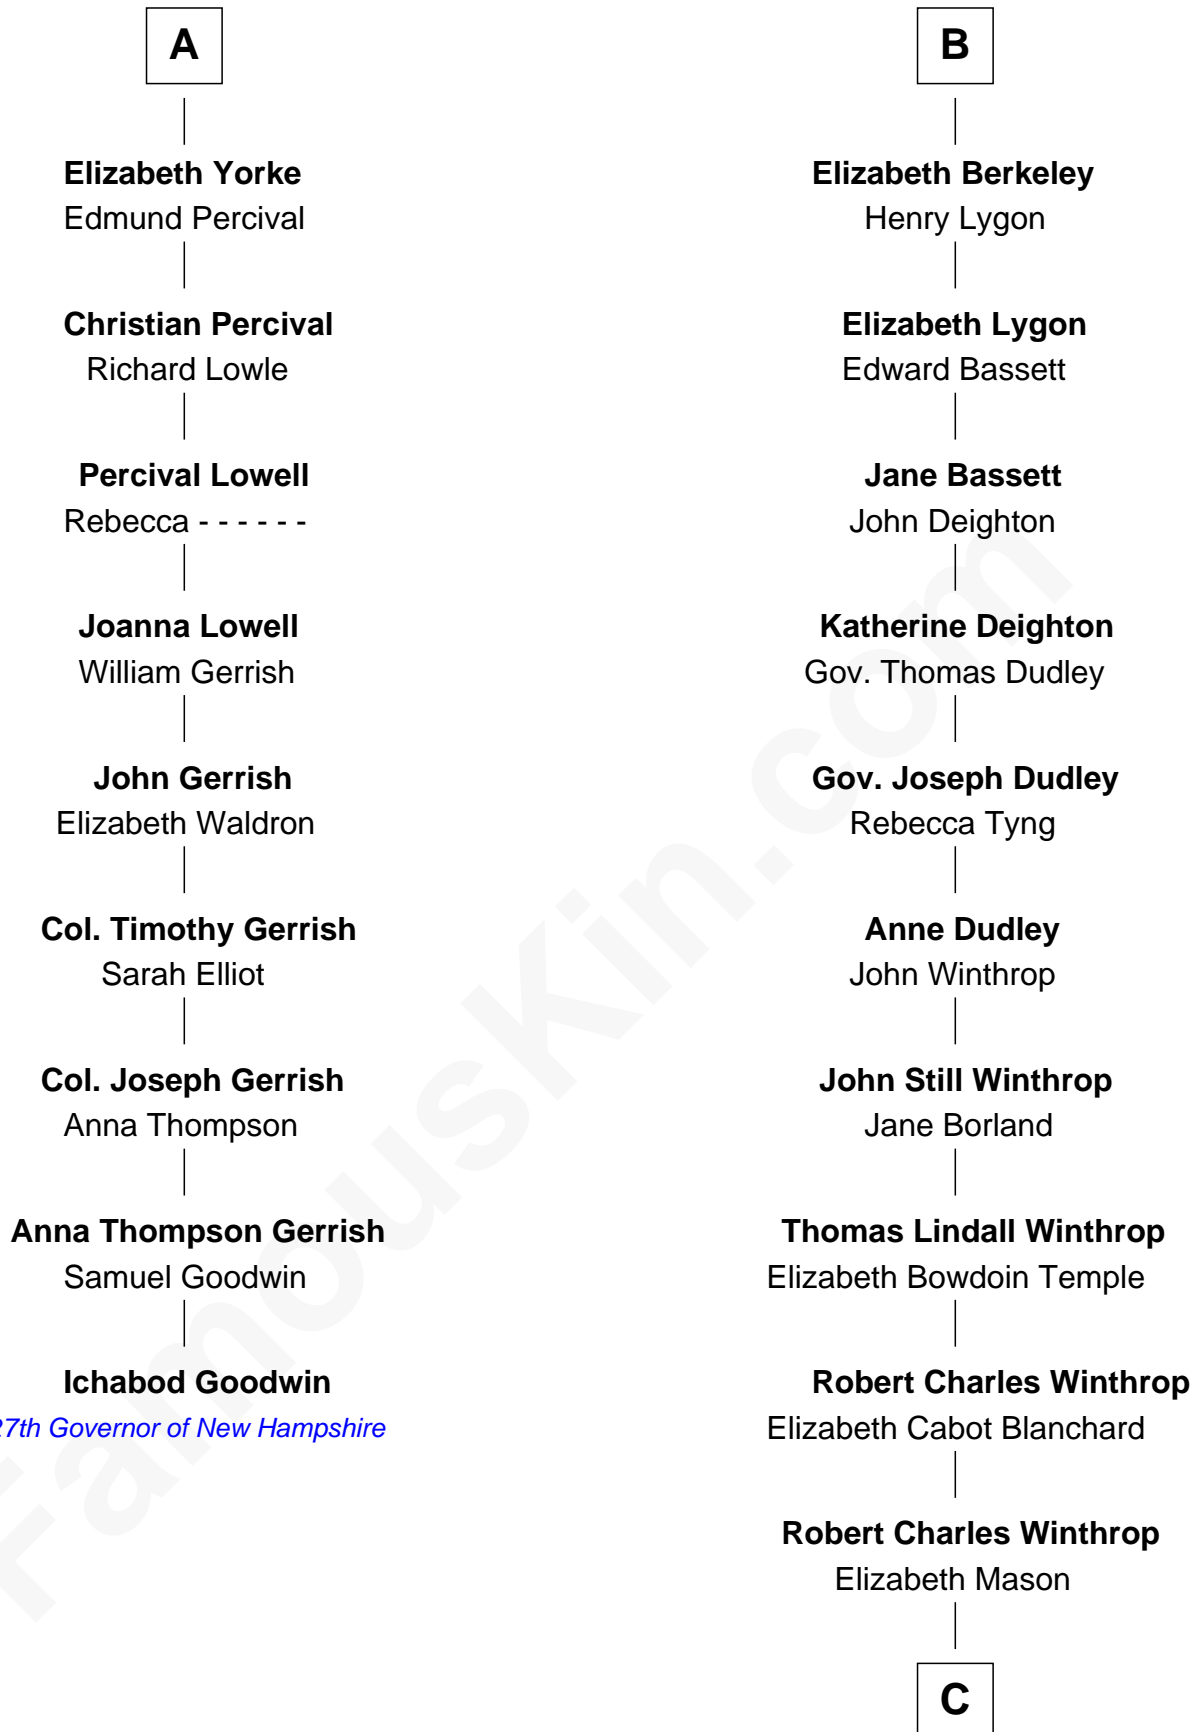 A
Elizabeth Yorke
Edmund Percival
Christian Percival
Richard Lowle
Percival Lowell
Rebecca - - - - - -
Joanna Lowell
William Gerrish
John Gerrish
Elizabeth Waldron
Col. Timothy Gerrish
Sarah Elliot
Col. Joseph Gerrish
Anna Thompson
Anna Thompson Gerrish
Samuel Goodwin
Ichabod Goodwin
27th Governor of New Hampshire
B
Elizabeth Berkeley
Henry Lygon
Elizabeth Lygon
Edward Bassett
Jane Bassett
John Deighton
Katherine Deighton
Gov. Thomas Dudley
Gov. Joseph Dudley
Rebecca Tyng
Anne Dudley
John Winthrop
John Still Winthrop
Jane Borland
Thomas Lindall Winthrop
Elizabeth Bowdoin Temple
Robert Charles Winthrop
Elizabeth Cabot Blanchard
Robert Charles Winthrop
Elizabeth Mason
C
FamousKin.com